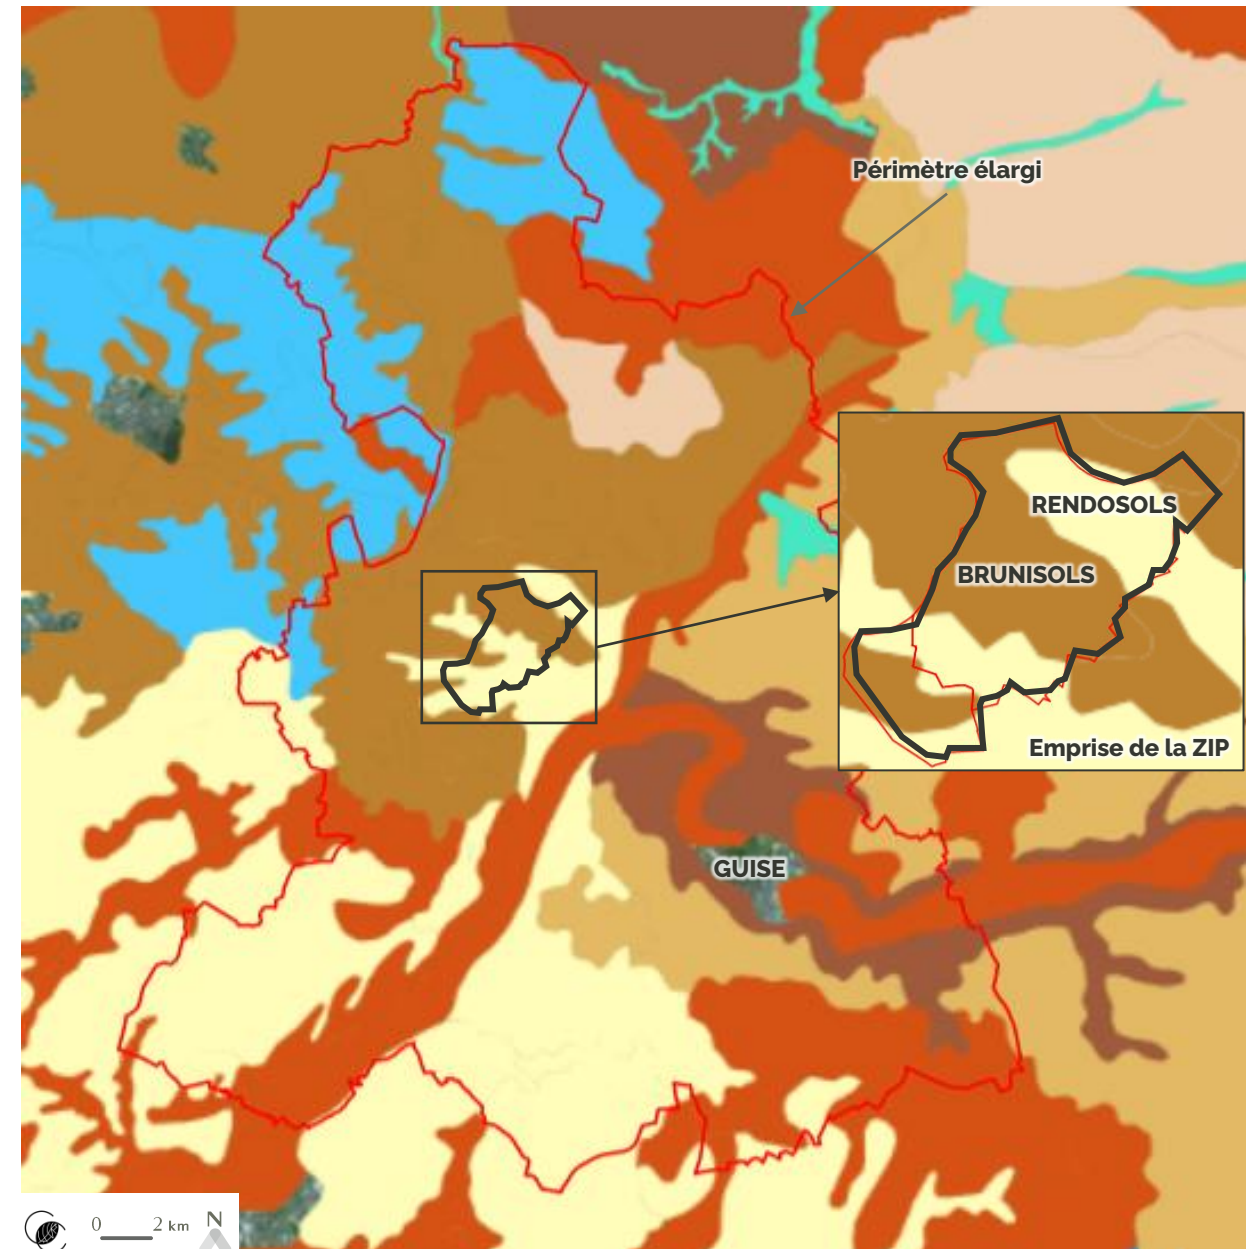 Périmètre élargi
RENDOSOLS
BRUNISOLS
Emprise de la ZIP
GUISE
0 2 km N